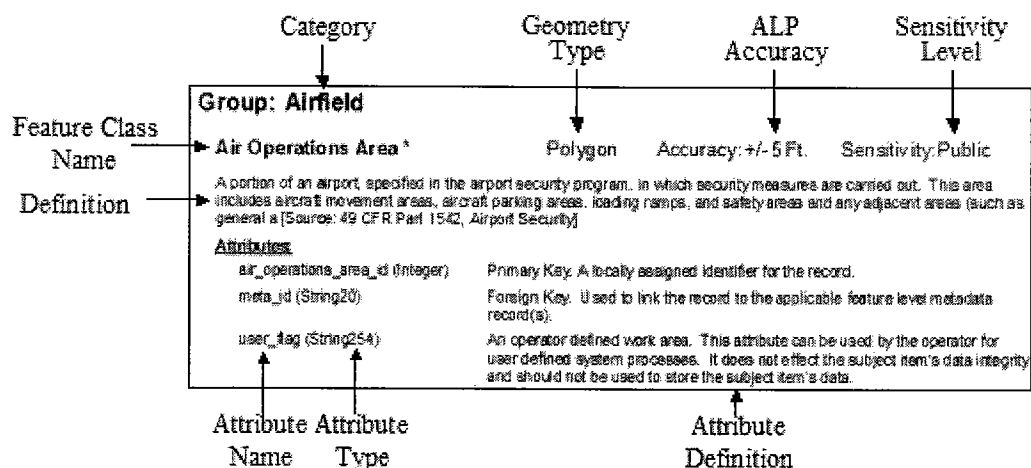 Category Geometry Type ALP Accuracy Sensitivity Level
Group: Airfield
Feature Class Name
Air Operations Area * Polygon Accuracy: +/- 5 Ft. Sensitivity: Public
Definition
A portion of an airport, specified in the airport security program, in which security measures are carried out. This area
includes aircraft movement areas, aircraft parking areas, loading ramps, and safety areas and any adjacent areas (such as
general a [Source: 49 CFR Part 1542, Airport Security]
Attributes:
air_operations_area_id (Integer) Primary Key. A locally assigned identifier for the record.
meta_id (String20) Foreign Key. Used to link the record to the applicable feature level metadata
record(s).
user_flag (String254) An operator defined work area. This attribute can be used by the operator for
user defined system processes. It does not effect the subject item's data integrity
and should not be used to store the subject item's data.
Attribute Name Attribute Type Attribute Definition